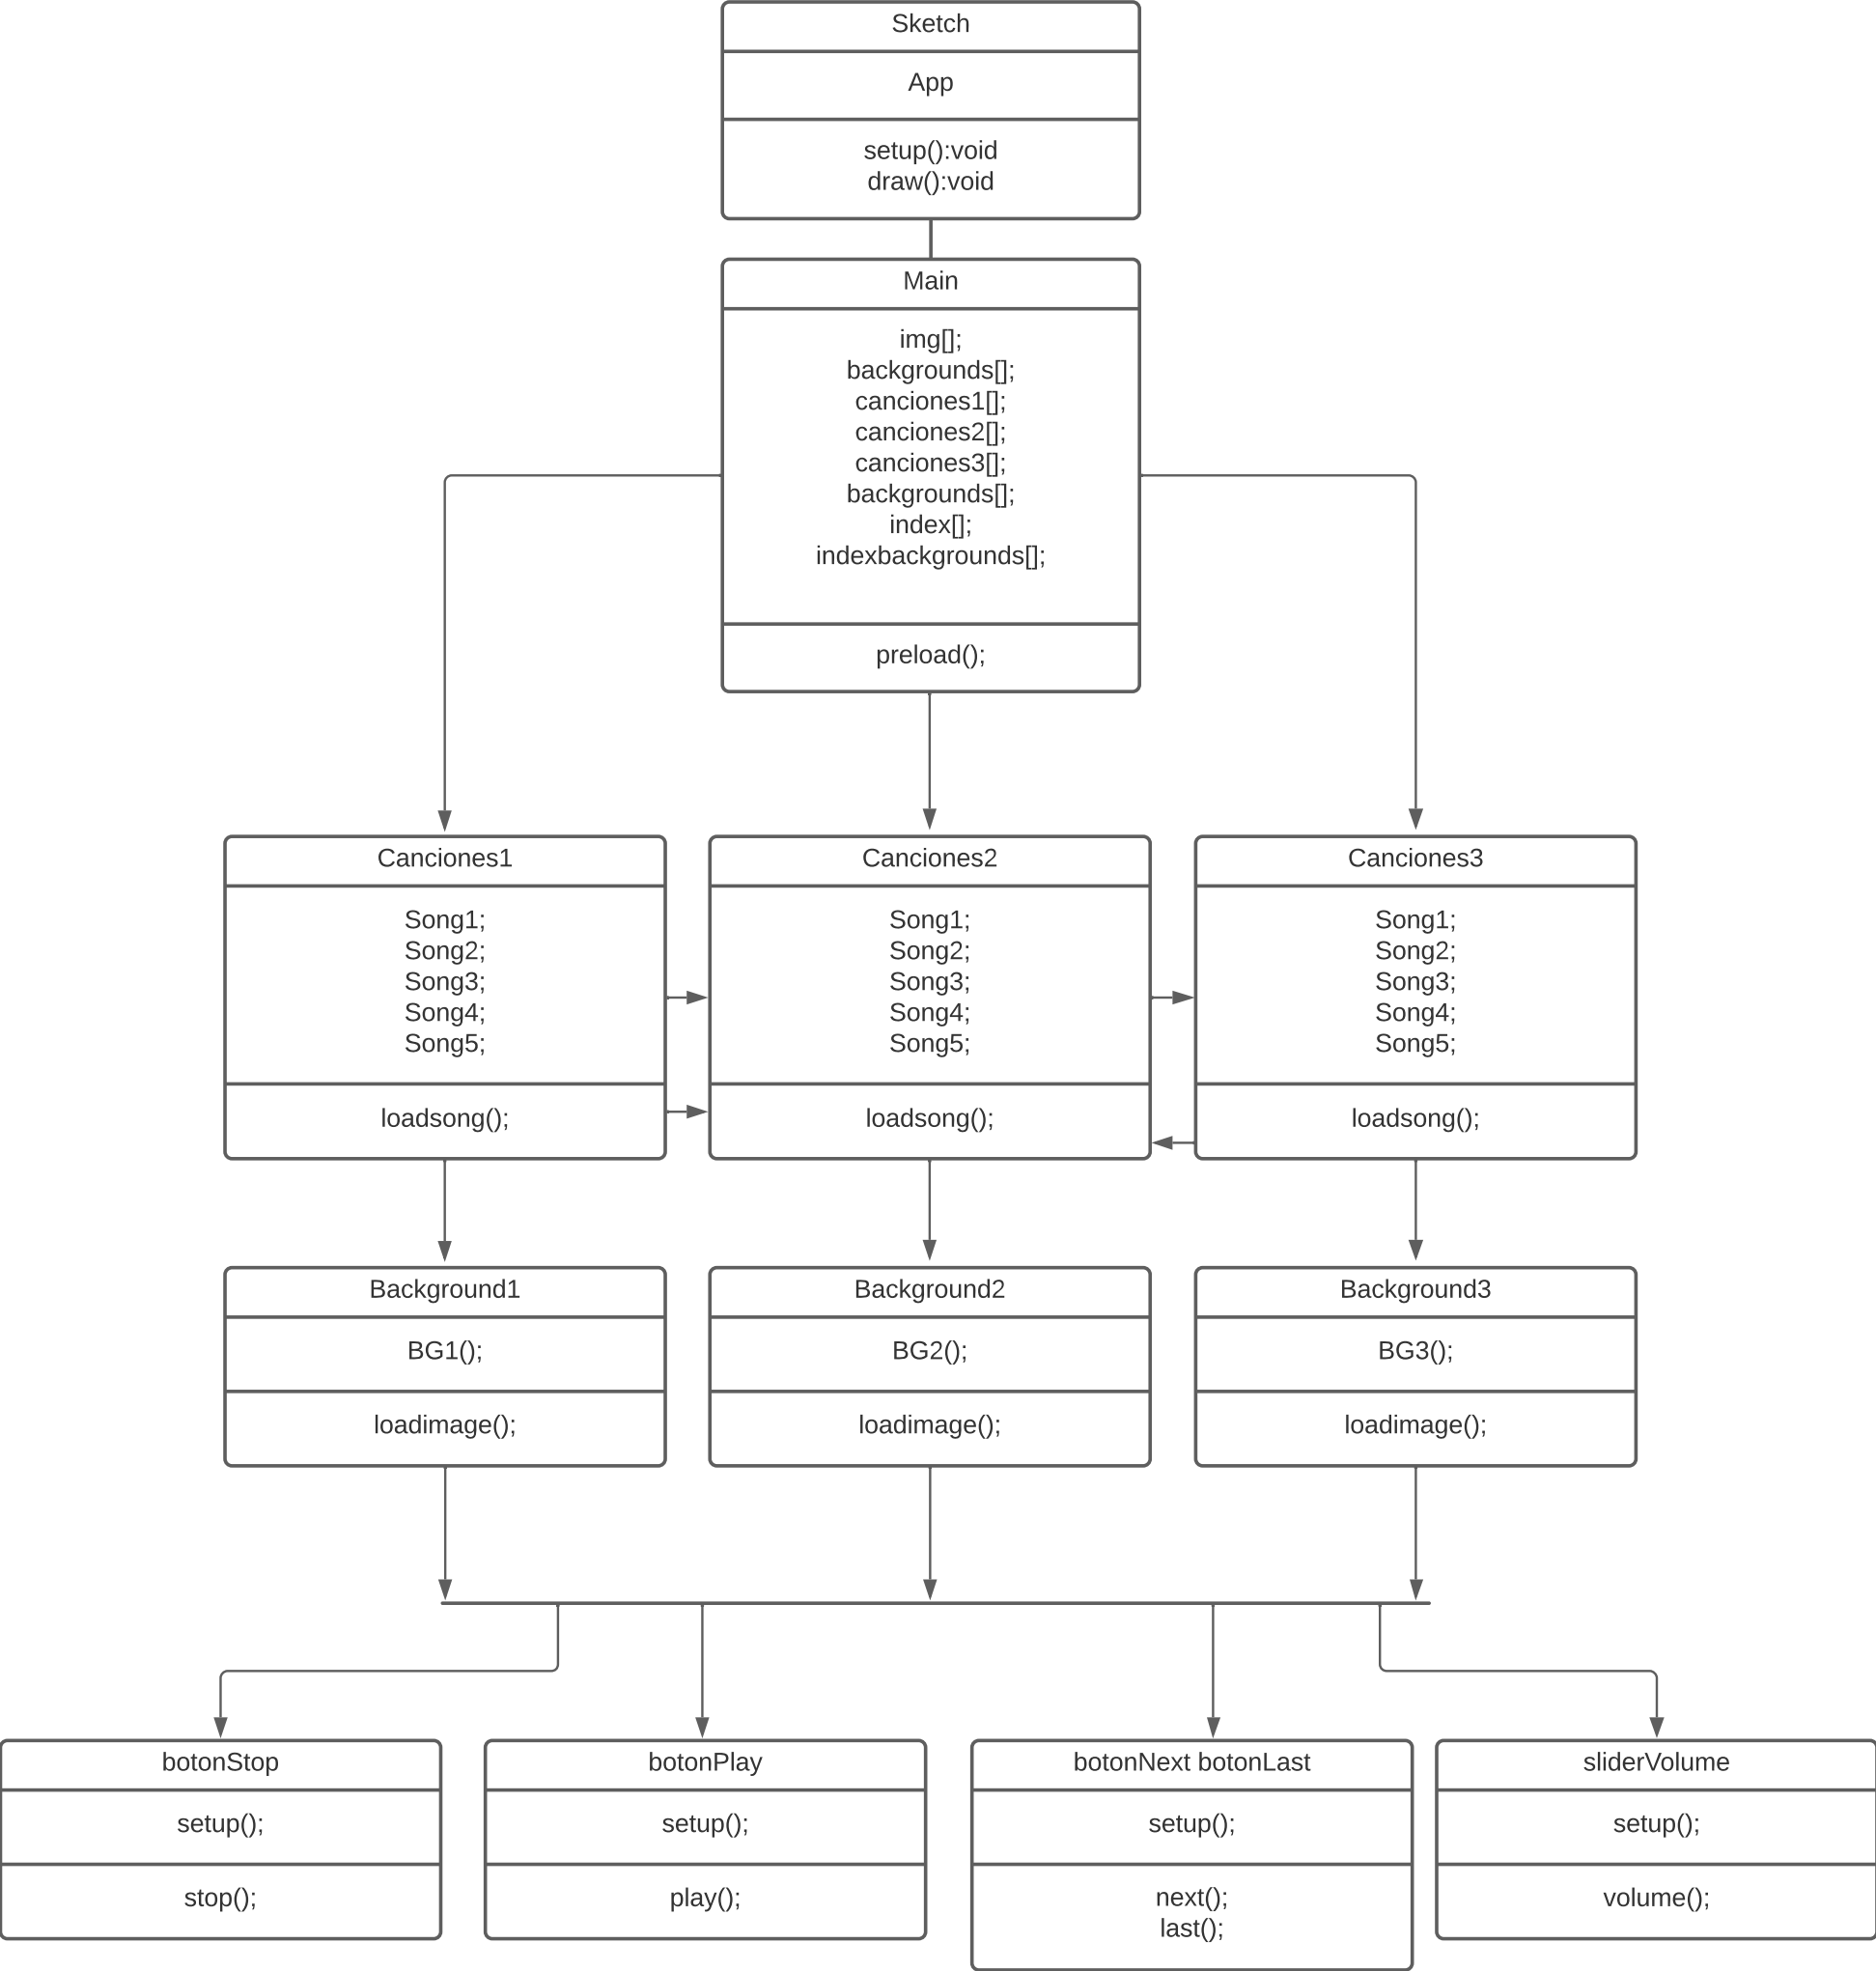 Sketch
App
setup():void
draw():void
Main
img[];
backgrounds[];
canciones1[];
canciones2[];
canciones3[];
backgrounds[];
index[];
indexbackgrounds[];
preload();
Canciones1
Song1;
Song2;
Song3;
Song4;
Song5;
loadsong();
Canciones2
Song1;
Song2;
Song3;
Song4;
Song5;
loadsong();
Canciones3
Song1;
Song2;
Song3;
Song4;
Song5;
loadsong();
Background1
BG1();
loadimage();
Background2
BG2();
loadimage();
Background3
BG3();
loadimage();
botonStop
setup();
stop();
botonPlay
setup();
play();
botonNext botonLast
setup();
next();
last();
sliderVolume
setup();
volume();